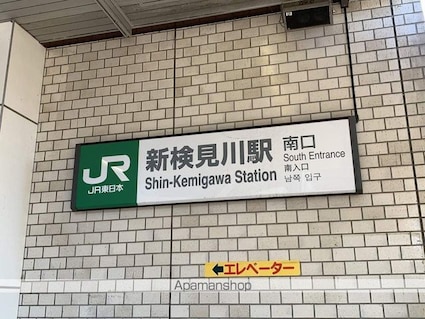 JR
JR東日本
新検見川駅
Shin-Kemigawa Station
南口
South Entrance
南入口
남쪽 입구
←エレベーター
Apamanshop